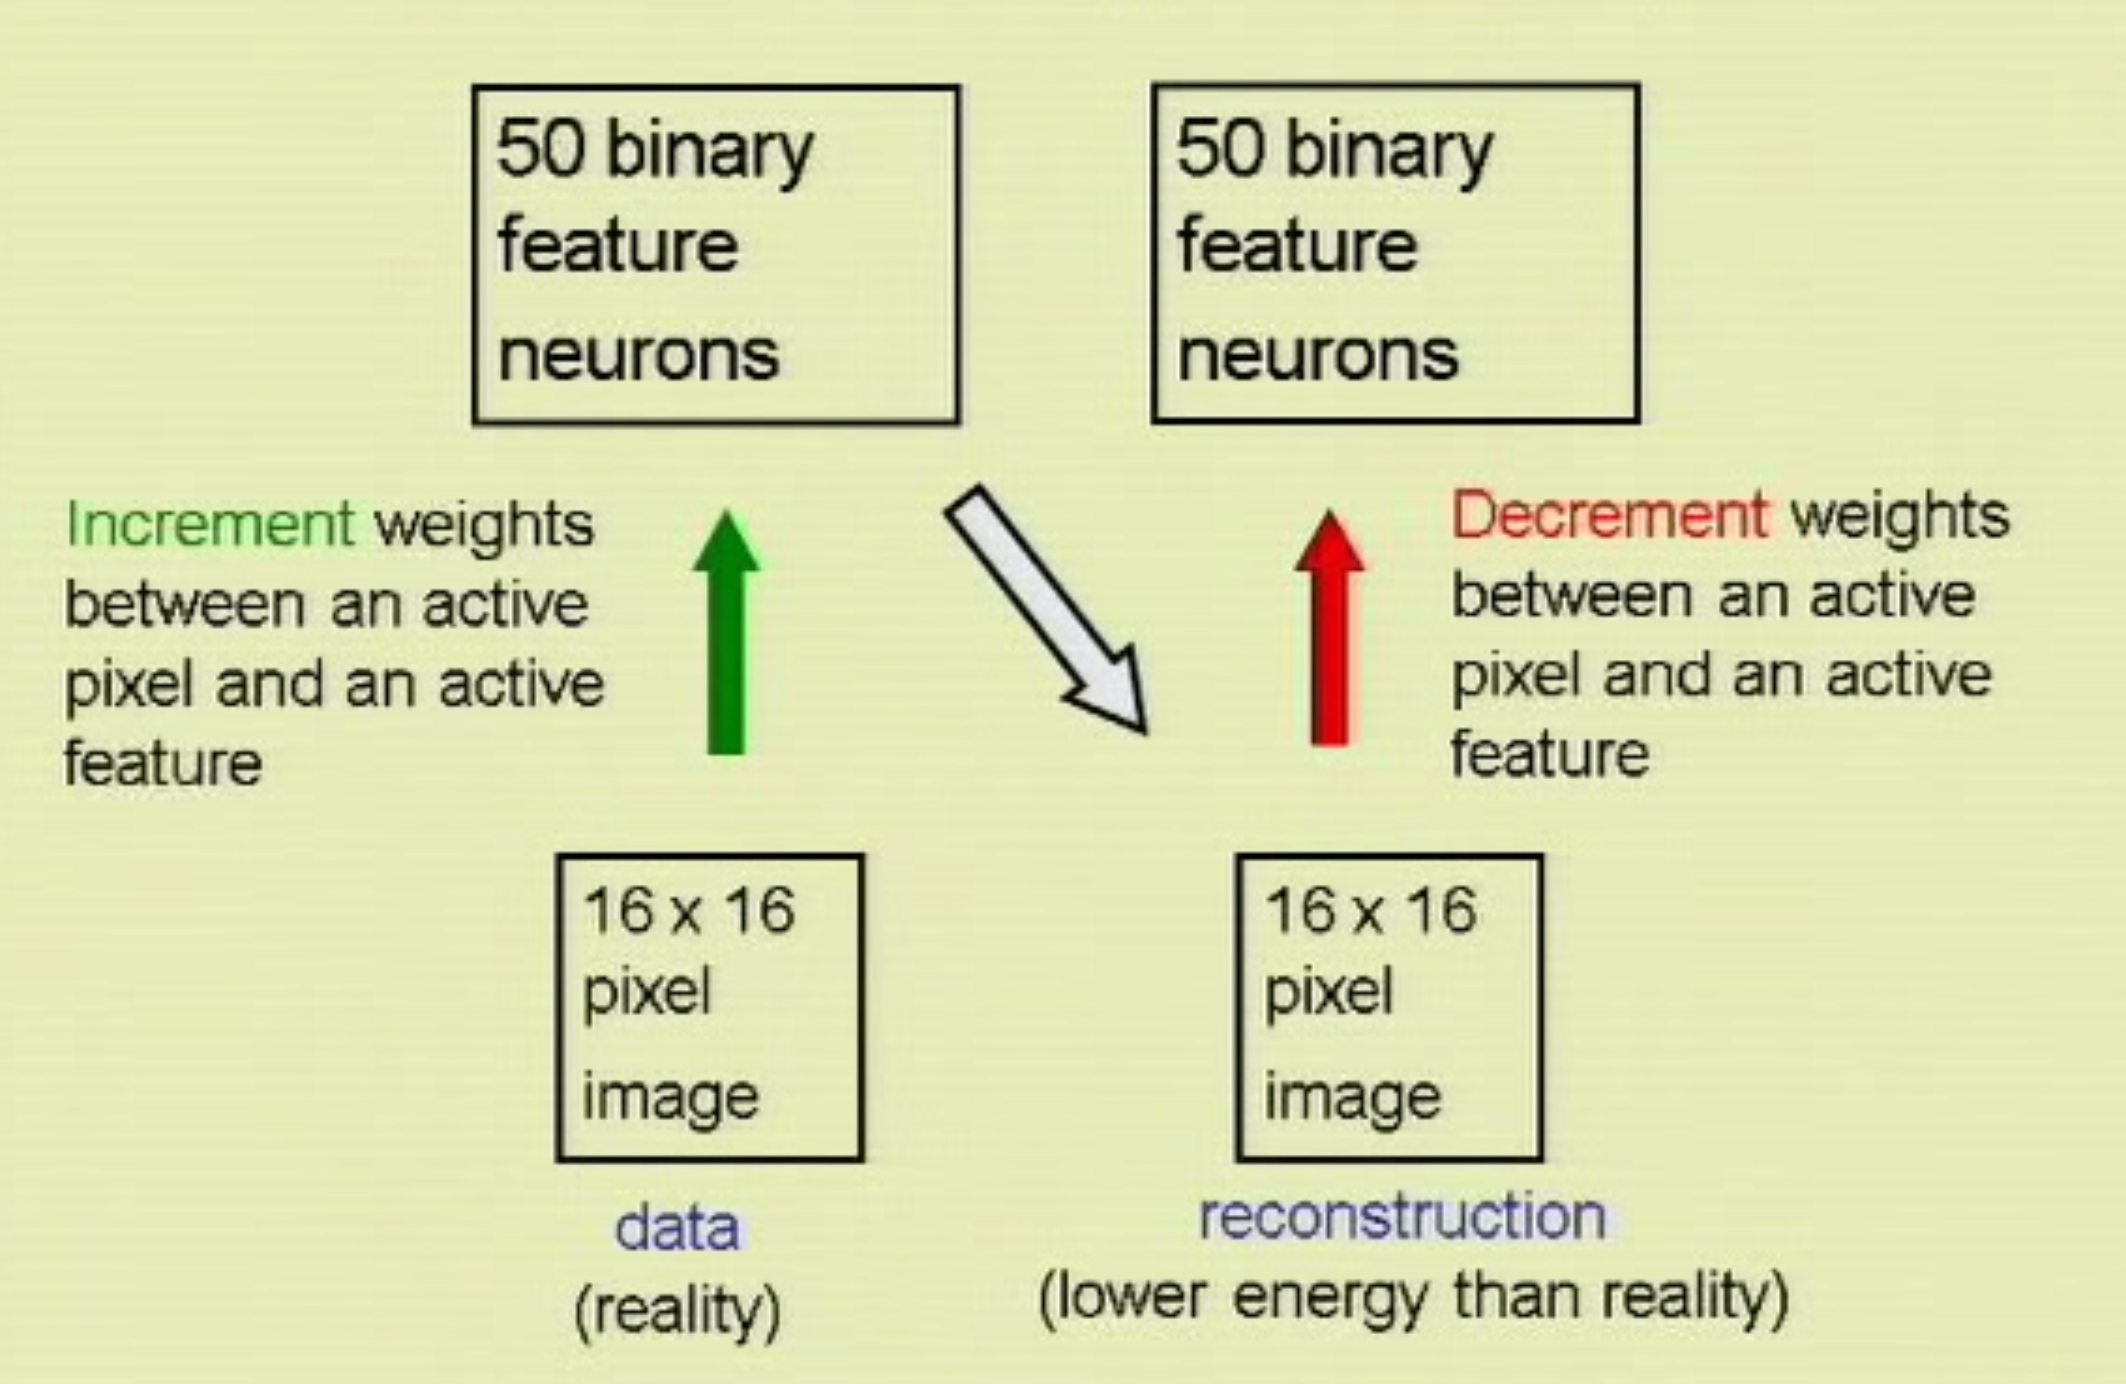 50 binary
feature
neurons
50 binary
feature
neurons
Increment weights
between an active
pixel and an active
feature
Decrement weights
between an active
pixel and an active
feature
16 x 16
pixel
image
16 x 16
pixel
image
data
(reality)
reconstruction
(lower energy than reality)